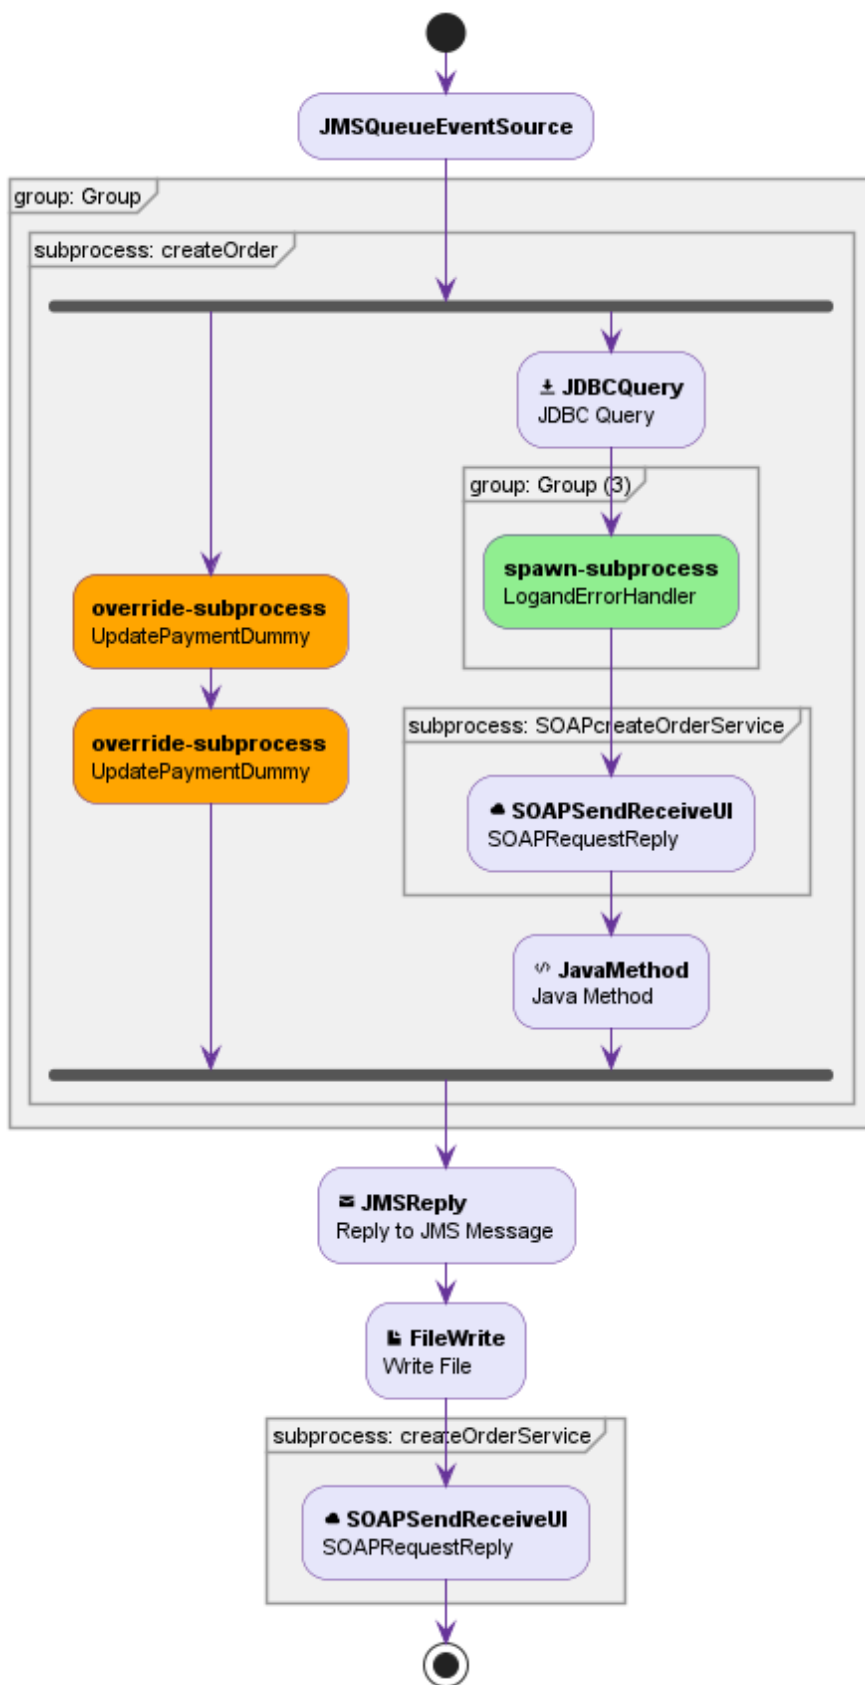 JMSQueueEventSource
group: Group
subprocess: createOrder
JDBCQuery
JDBC Query
group: Group (3)
spawn-subprocess
LogandErrorHandler
override-subprocess
UpdatePaymentDummy
override-subprocess
UpdatePaymentDummy
subprocess: SOAPcreateOrderService
SOAPSendReceiveUI
SOAPRequestReply
JavaMethod
Java Method
JMSReply
Reply to JMS Message
FileWrite
Write File
subprocess: createOrderService
SOAPSendReceiveUI
SOAPRequestReply